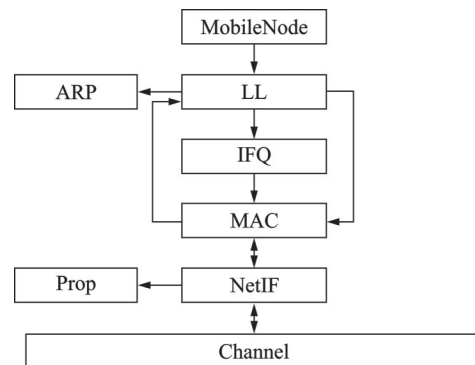 MobileNode
ARP
LL
IFQ
MAC
Prop
NetIF
Channel